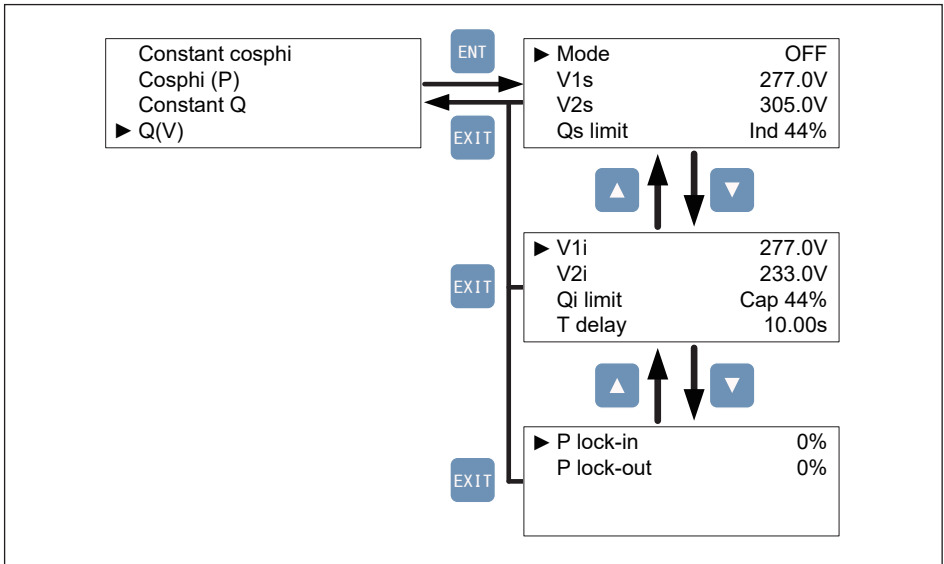 Constant cosphi
Cosphi (P)
Constant Q
► Q(V)
ENT
EXIT
► Mode OFF
V1s 277.0V
V2s 305.0V
Qs limit Ind 44%
▲ ▼
EXIT
► V1i 277.0V
V2i 233.0V
Qi limit Cap 44%
T delay 10.00s
▲ ▼
EXIT
► P lock-in 0%
P lock-out 0%